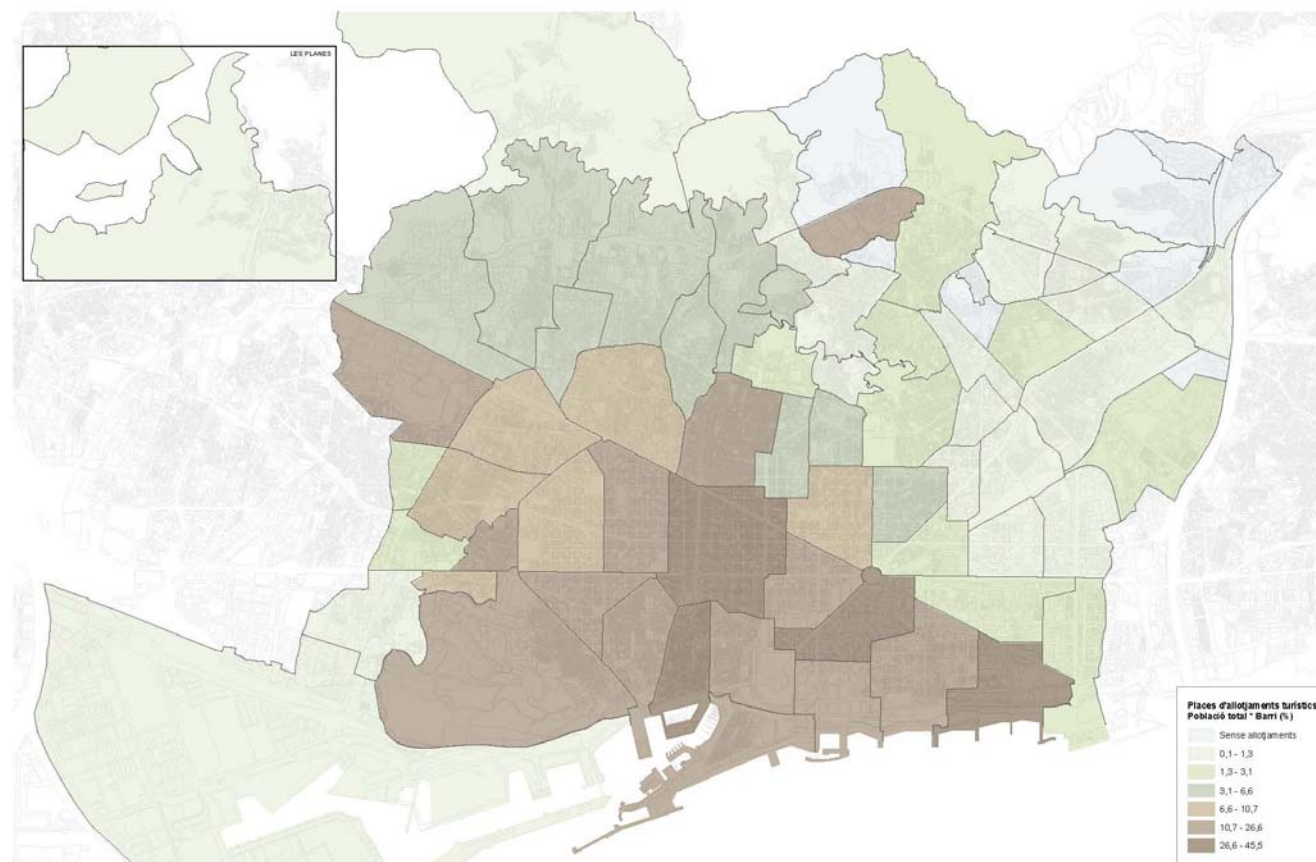 LES PLANES
Places d'allotjaments turístics
Població total * Barri (%)
Sense allotjaments
0,1 - 1,3
1,3 - 3,1
3,1 - 6,6
6,6 - 10,7
10,7 - 26,6
26,6 - 45,5